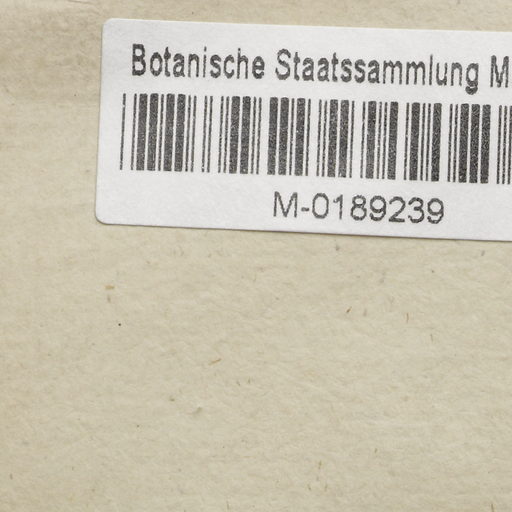 Botanische Staatssammlung M
M-0189239